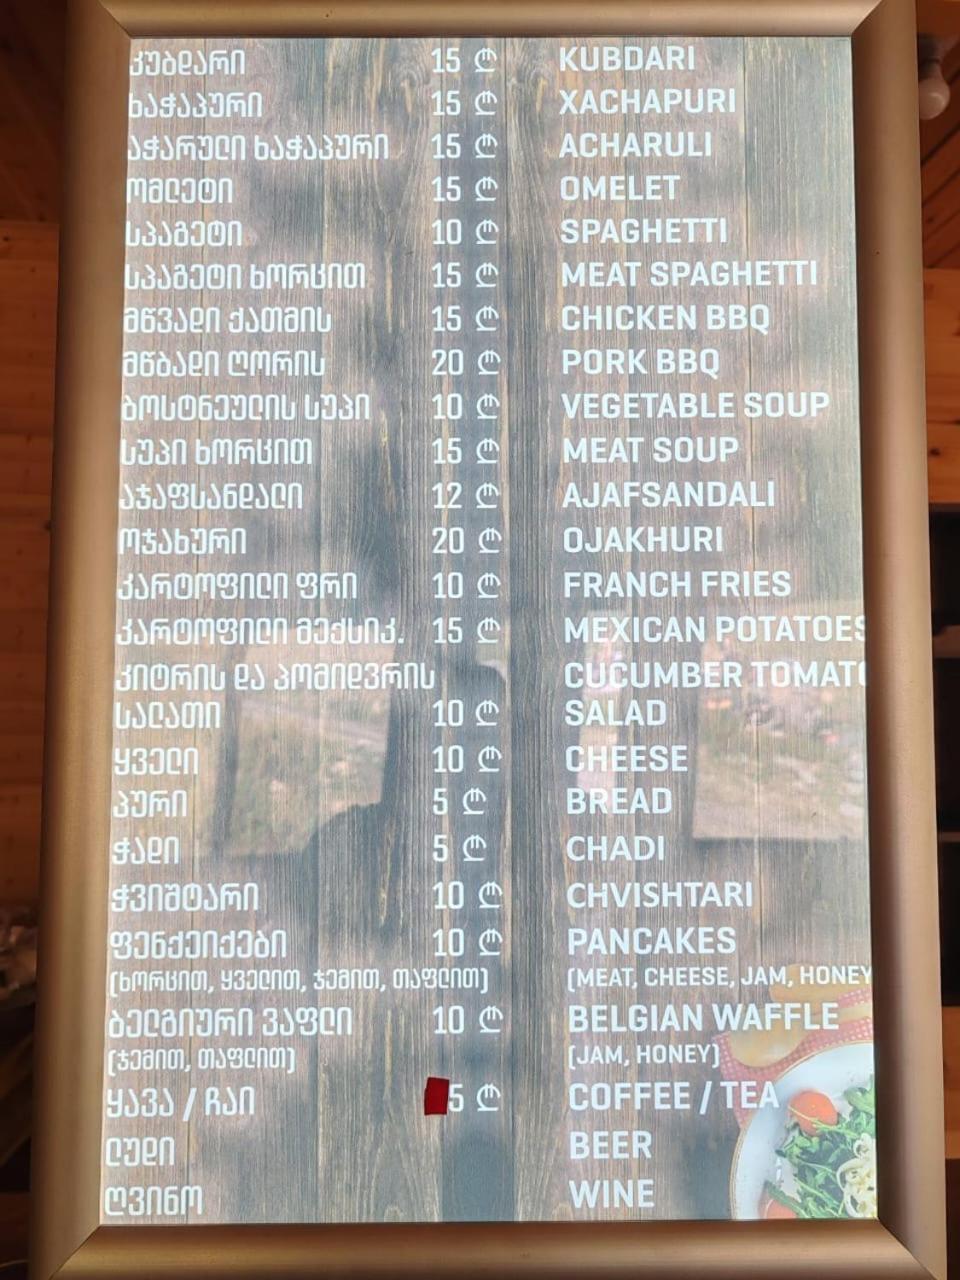 კუბდარი 15 ₾ KUBDARI
ხაჭაპური 15 ₾ XACHAPURI
აჭარული ხაჭაპური 15 ₾ ACHARULI
ომლეტი 15 ₾ OMELET
სპაგეტი 10 ₾ SPAGHETTI
სპაგეტი ხორცით 15 ₾ MEAT SPAGHETTI
მწვადი ქათმის 15 ₾ CHICKEN BBQ
მწბადი ღორის 20 ₾ PORK BBQ
ბოსტნეულის სუპი 10 ₾ VEGETABLE SOUP
სუპი ხორცით 15 ₾ MEAT SOUP
აჯაფსანდალი 12 ₾ AJAFSANDALI
ოჯახური 20 ₾ OJAKHURI
კარტოფილი ფრი 10 ₾ FRANCH FRIES
კარტოფილი მექსიკ. 15 ₾ MEXICAN POTATOES
კიტრის და პომიდვრის CUCUMBER TOMATO
სალათი 10 ₾ SALAD
ყველი 10 ₾ CHEESE
პური 5 ₾ BREAD
ჭადი 5 ₾ CHADI
ჭვიშტარი 10 ₾ CHVISHTARI
ფენქეიქები 10 ₾ PANCAKES
(ხორცით, ყველით, ჯემით, თაფლით) (MEAT, CHEESE, JAM, HONEY
ბელგიური ვაფლი 10 ₾ BELGIAN WAFFLE
(ჯემით, თაფლით) (JAM, HONEY)
ყავა / ჩაი 5 ₾ COFFEE / TEA
ლუდი BEER
ღვინო WINE